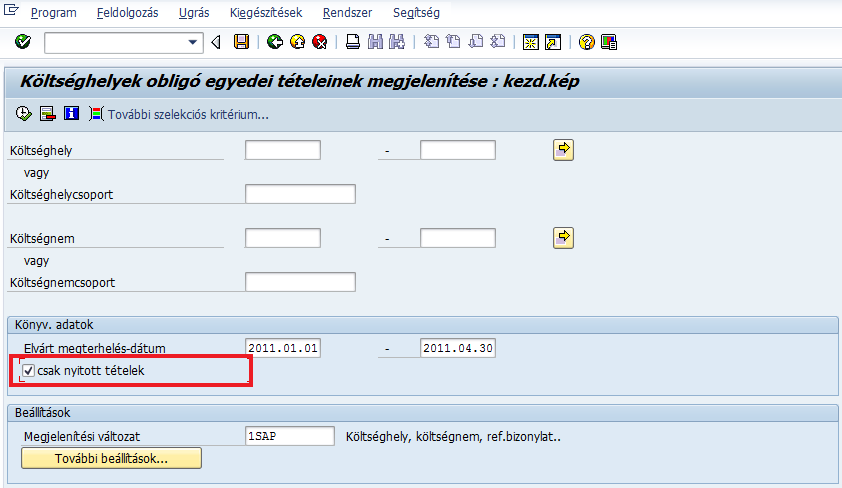 Program Feldolgozás Ugrás Kiegészítések Rendszer Segítség
Költséghelyek obligó egyedei tételeinek megjelenítése : kezd.kép
További szelekciós kritérium...
Költséghely -
vagy
Költséghelycsoport
Költségnem -
vagy
Költségnemcsoport
Könyv. adatok
Elvárt megterhelés-dátum 2011.01.01 - 2011.04.30
csak nyitott tételek
Beállítások
Megjelenítési változat 1SAP Költséghely, költségnem, ref.bizonylat..
További beállítások...